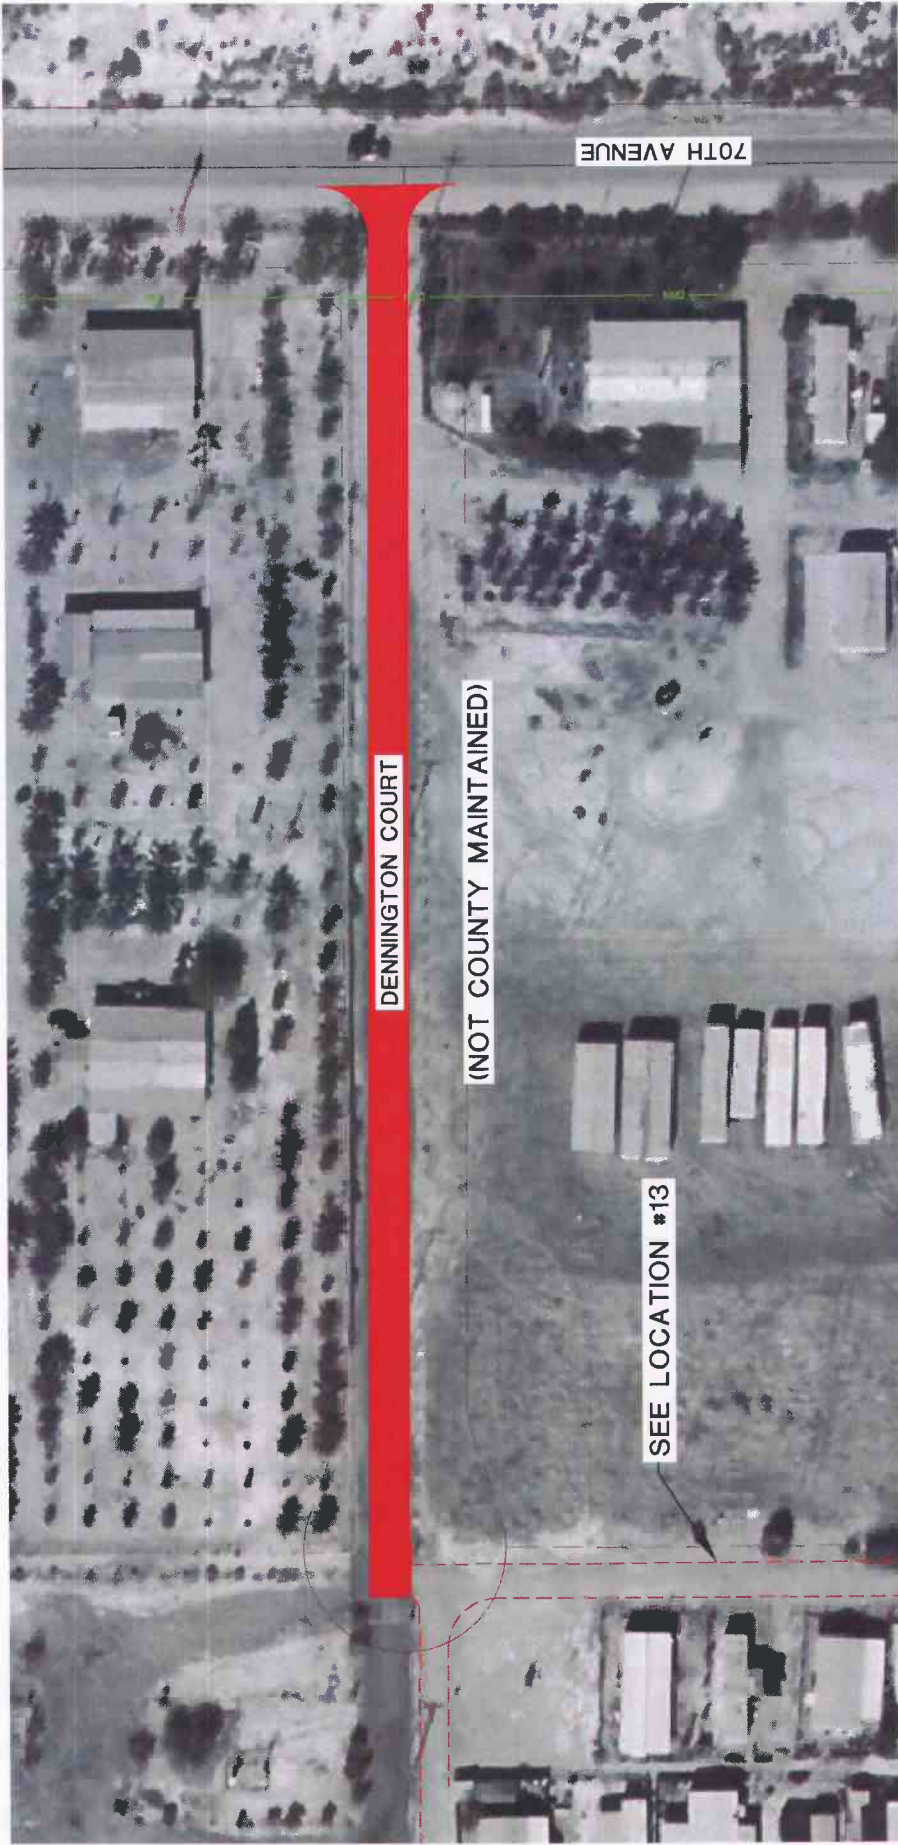 70TH AVENUE
DENNINGTON COURT
(NOT COUNTY MAINTAINED)
SEE LOCATION #13